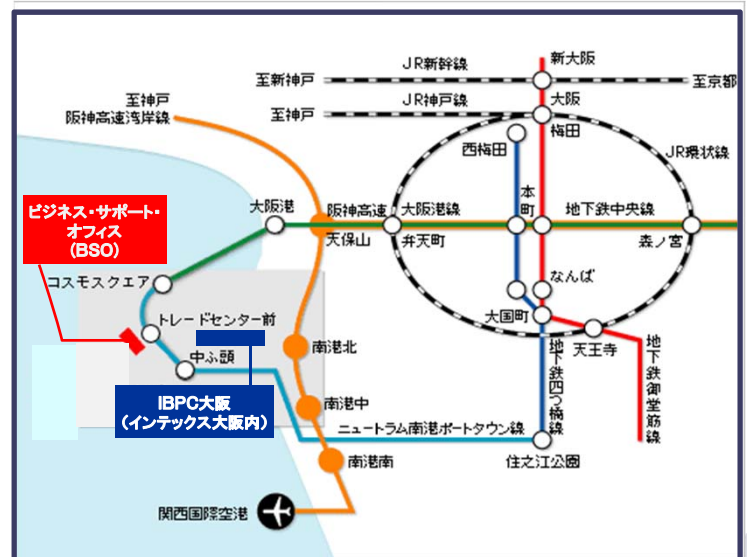 新大阪
JR新幹線
至新神戸
至京都
至神戸
阪神高速湾岸線
JR神戸線
至神戸
大阪
梅田
西梅田
JR環状線
本町
ビジネス・サポート・
オフィス
(BSO)
大阪港
阪神高速
大阪港線
地下鉄中央線
天保山
弁天町
森ノ宮
コスモスクエア
なんば
大国町
トレードセンター前
天王寺
中ふ頭
南港北
地下鉄四つ橋線
地下鉄御堂筋線
IBPC大阪
(インテックス大阪内)
南港中
ニュートラム南港ポートタウン線
南港南
住之江公園
関西国際空港